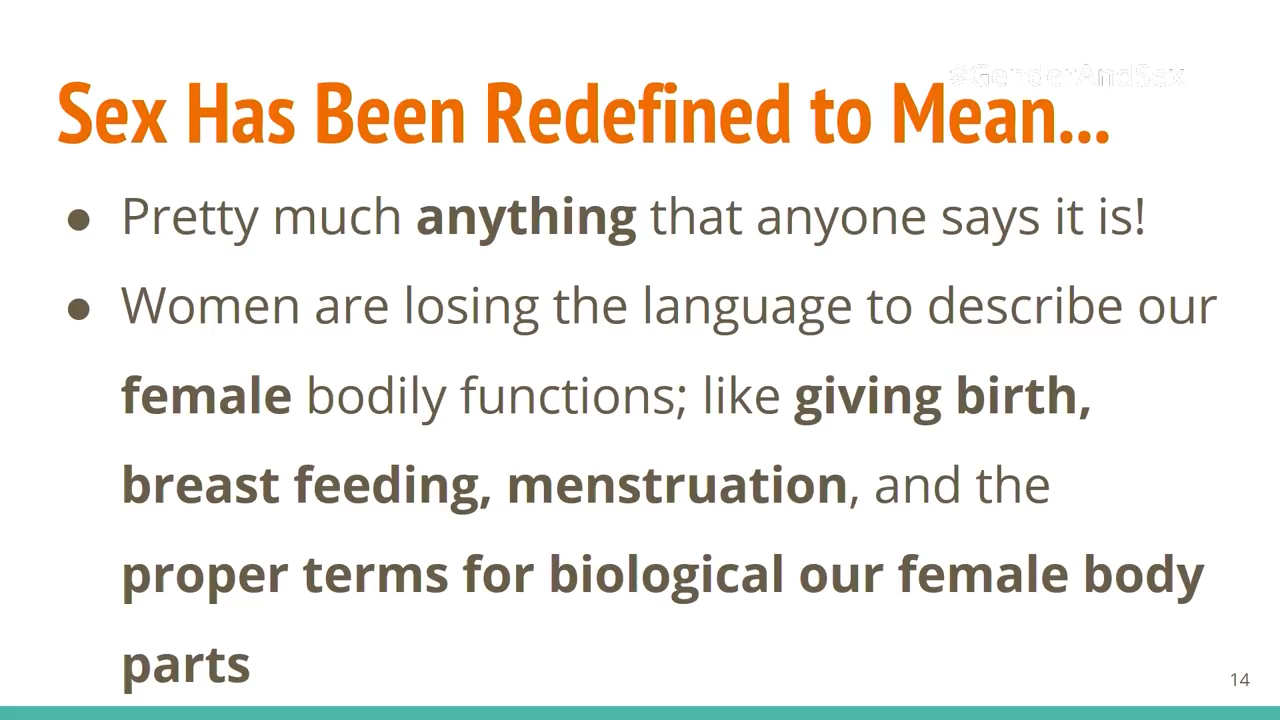 #GenderAndSex
Sex Has Been Redefined to Mean...
● Pretty much anything that anyone says it is!
● Women are losing the language to describe our
female bodily functions; like giving birth,
breast feeding, menstruation, and the
proper terms for biological our female body
parts
14